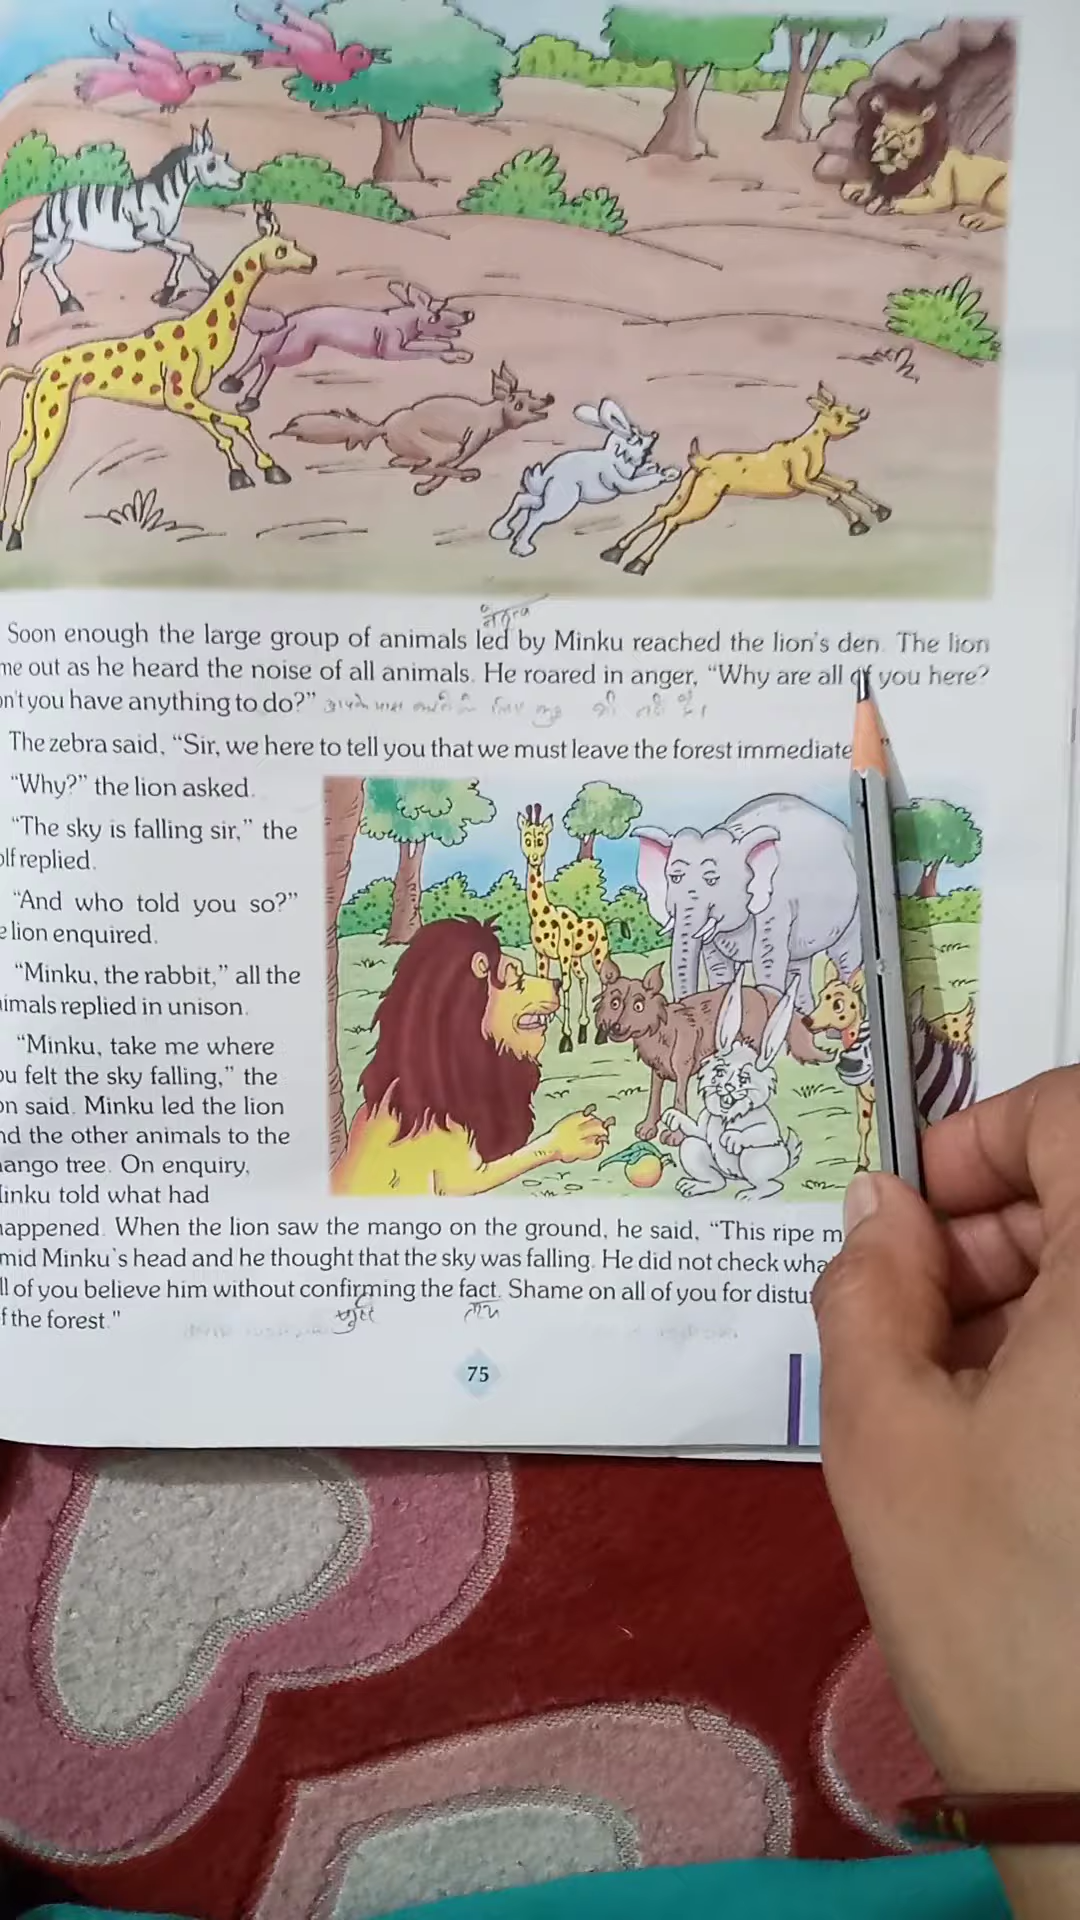 Soon enough the large group of animals led by Minku reached the lion's den. The lion
me out as he heard the noise of all animals. He roared in anger, "Why are all of you here?
n't you have anything to do?"
The zebra said, "Sir, we here to tell you that we must leave the forest immediate
"Why?" the lion asked.
"The sky is falling sir," the
olf replied.
"And who told you so?"
e lion enquired.
"Minku, the rabbit," all the
imals replied in unison.
"Minku, take me where
ou felt the sky falling," the
on said. Minku led the lion
nd the other animals to the
ango tree. On enquiry,
inku told what had
appened. When the lion saw the mango on the ground, he said, "This ripe m
mid Minku's head and he thought that the sky was falling. He did not check wha
ll of you believe him without confirming the fact. Shame on all of you for distu
f the forest."
75